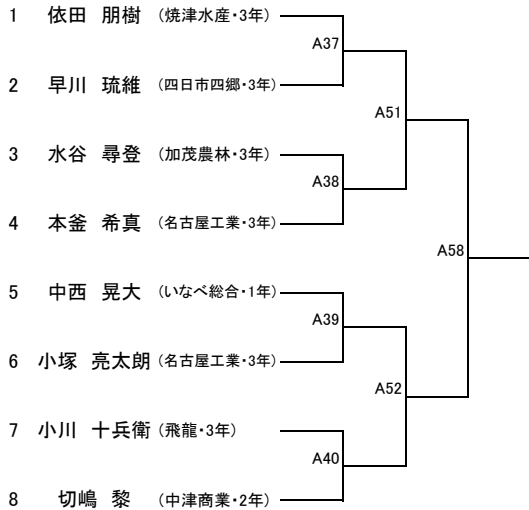 1 依田 朋樹 (焼津水産・3年)
A37
2 早川 琉維 (四日市四郷・3年)
A51
3 水谷 尋登 (加茂農林・3年)
A38
4 本釜 希真 (名古屋工業・3年)
A58
5 中西 晃大 (いなべ総合・1年)
A39
6 小塚 亮太朗 (名古屋工業・3年)
A52
7 小川 十兵衛 (飛龍・3年)
A40
8 切嶋 黎 (中津商業・2年)